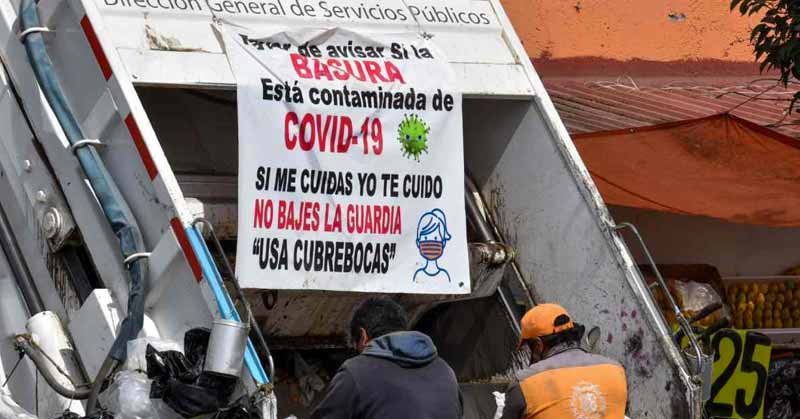 Dirección General de Servicios Públicos
de avisar Si la
BASURA
Está contaminada de
COVID-19
SI ME CUIDAS YO TE CUIDO
NO BAJES LA GUARDIA
"USA CUBREBOCAS"
25